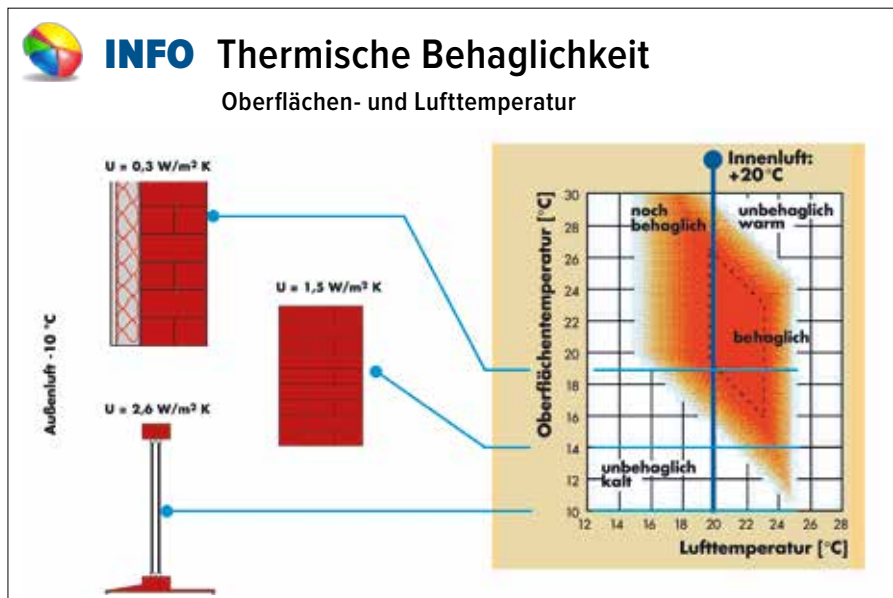 INFO Thermische Behaglichkeit
Oberflächen- und Lufttemperatur
U = 0,3 W/m² K
U = 1,5 W/m² K
U = 2,6 W/m² K
Außenluft -10 °C
Innenluft:
+20°C
Oberflächentemperatur [°C]
30
28
26
24
22
20
18
16
14
12
10
noch
behaglich
unbehaglich
warm
behaglich
unbehaglich
kalt
12 14 16 18 20 22 24 26 28
Lufttemperatur [°C]